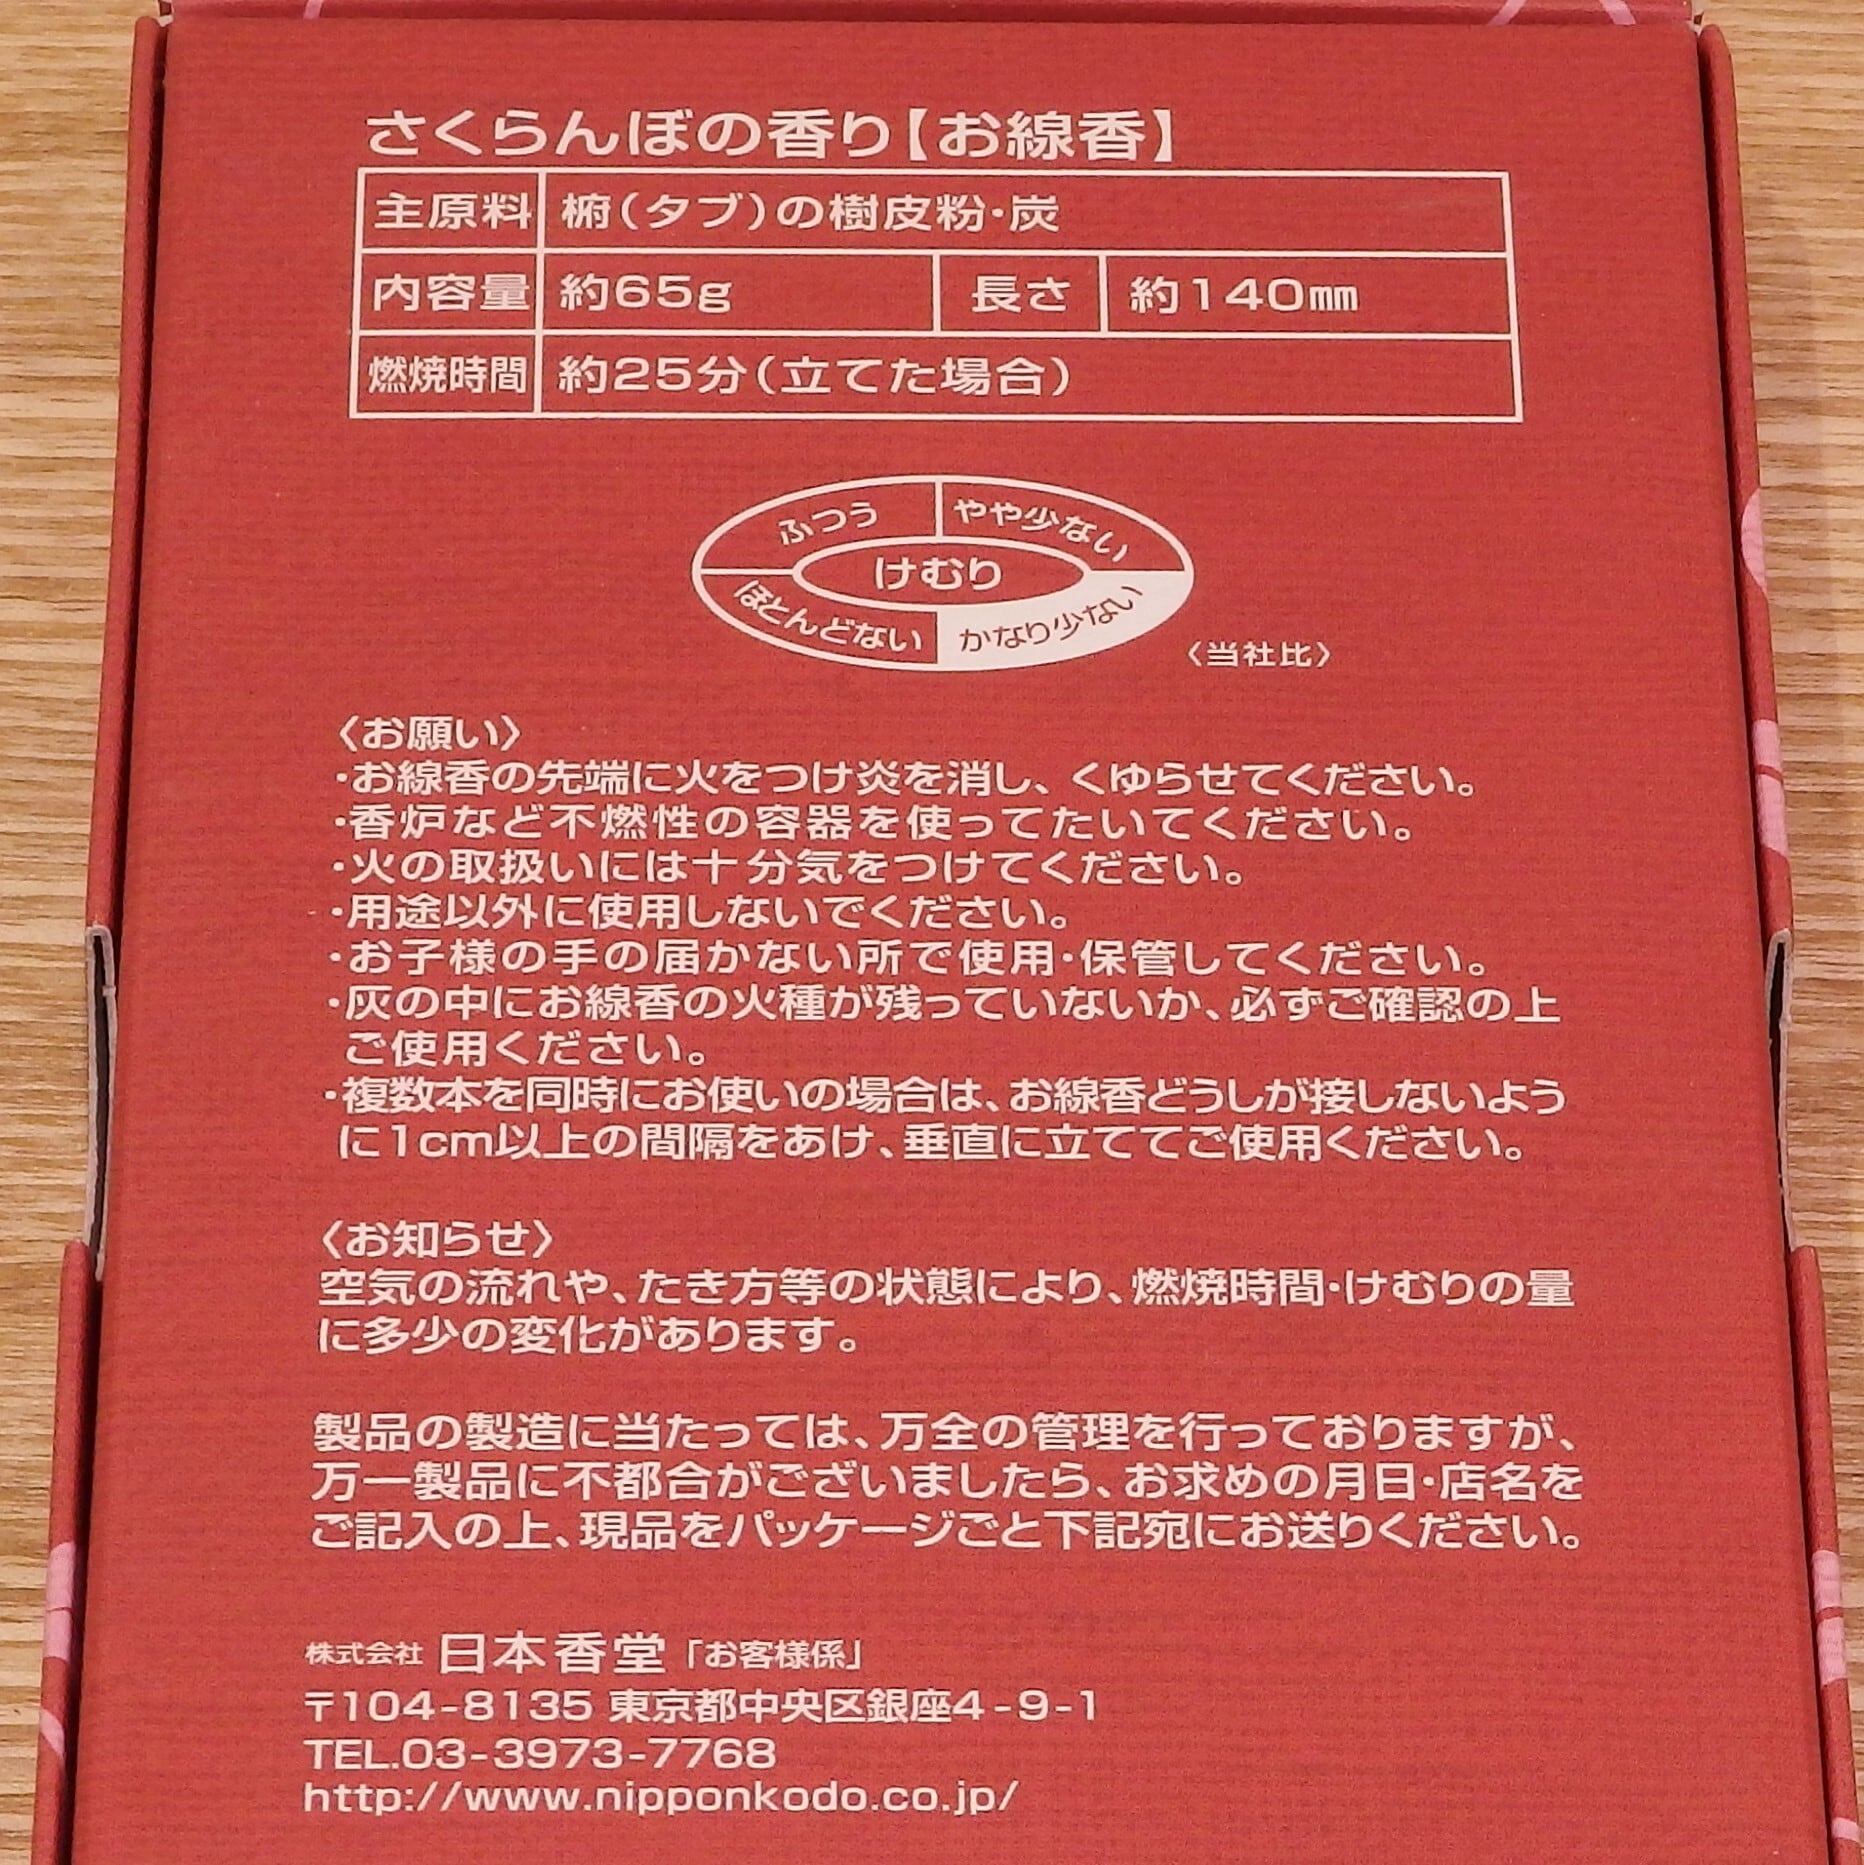 さくらんぼの香り【お線香】
主原料 椨(タブ)の樹皮粉・炭
内容量 約65g 長さ 約140㎜
燃焼時間 約25分(立てた場合)
ふつう やや少ない
けむり
ほとんどない かなり少ない
〈当社比〉
〈お願い〉
・お線香の先端に火をつけ炎を消し、くゆらせてください。
・香炉など不燃性の容器を使ってたいてください。
・火の取扱いには十分気をつけてください。
・用途以外に使用しないでください。
・お子様の手の届かない所で使用・保管してください。
・灰の中にお線香の火種が残っていないか、必ずご確認の上
ご使用ください。
・複数本を同時にお使いの場合は、お線香どうしが接しないよう
に1cm以上の間隔をあけ、垂直に立ててご使用ください。
〈お知らせ〉
空気の流れや、たき方等の状態により、燃焼時間・けむりの量
に多少の変化があります。
製品の製造に当たっては、万全の管理を行っておりますが、
万一製品に不都合がございましたら、お求めの月日・店名を
ご記入の上、現品をパッケージごと下記宛にお送りください。
株式会社 日本香堂「お客様係」
〒104-8135 東京都中央区銀座4-9-1
TEL.03-3973-7768
http://www.nipponkodo.co.jp/